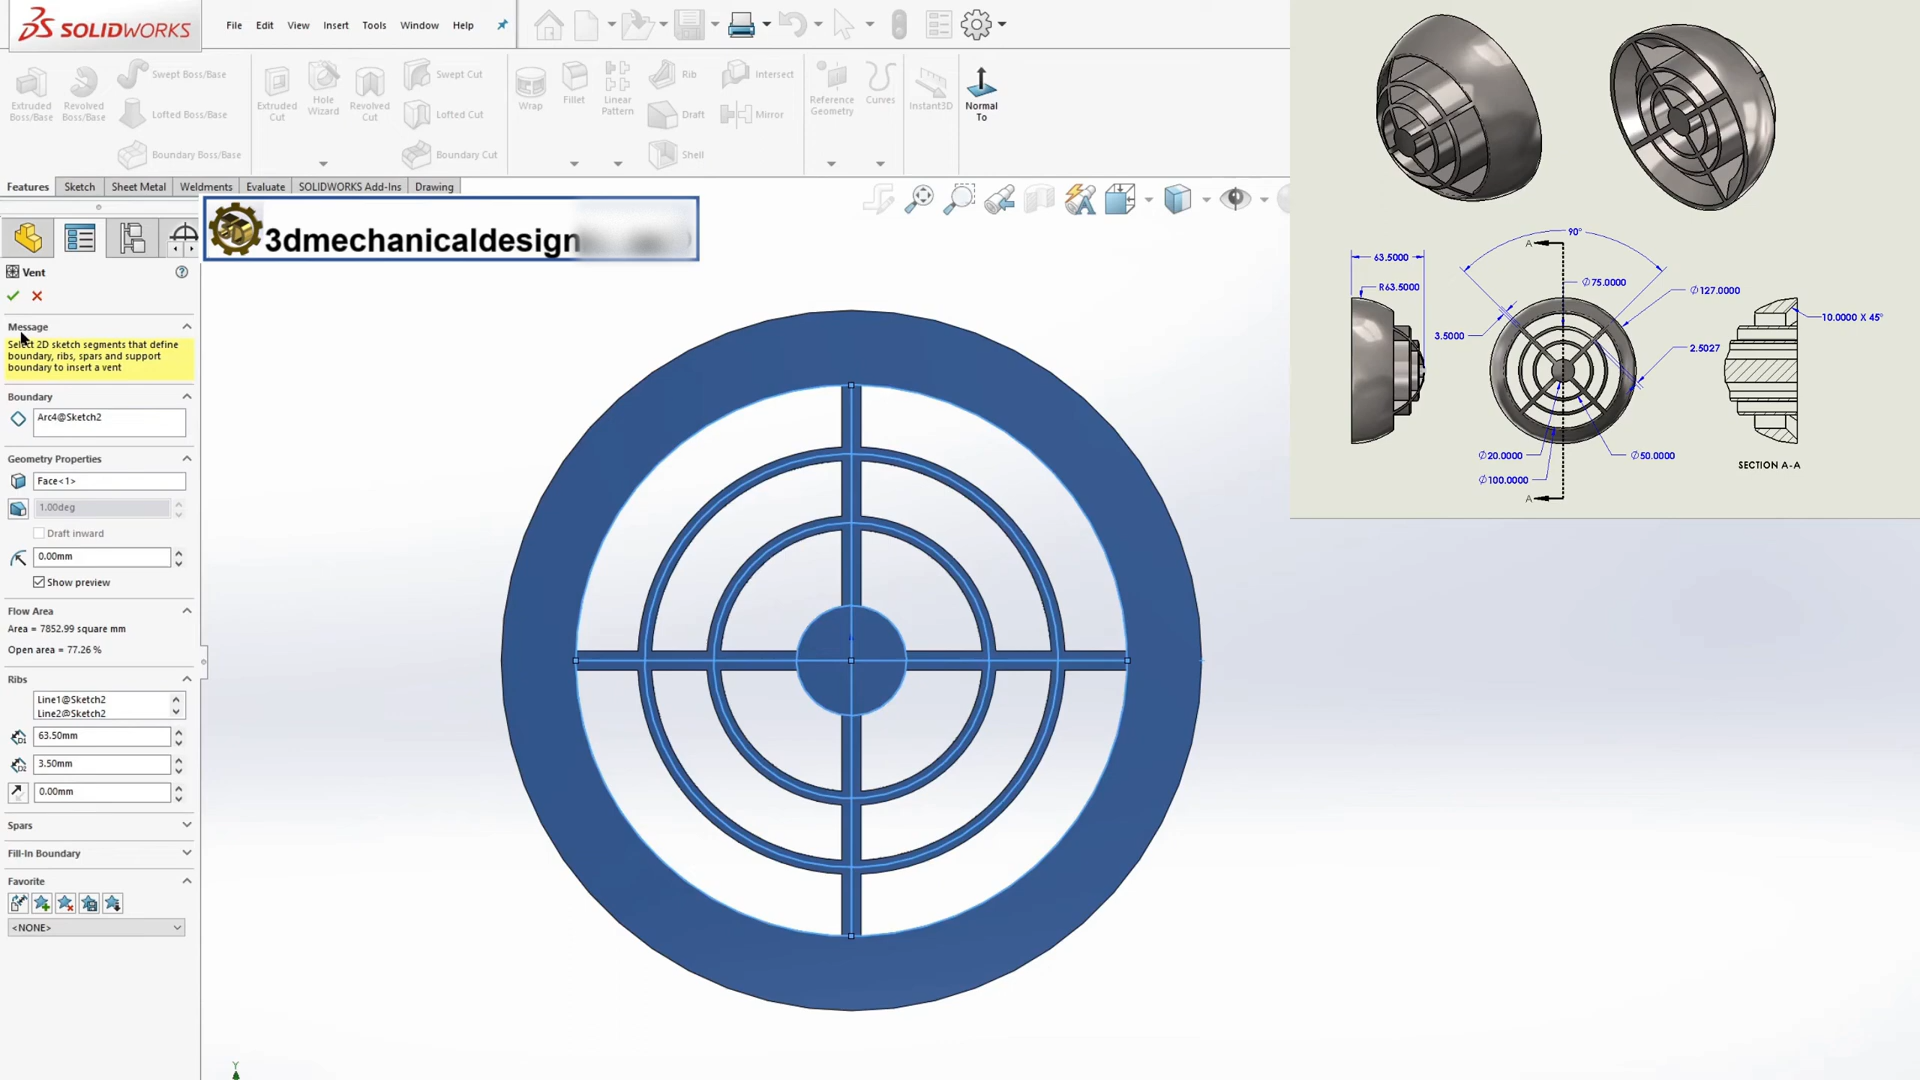 SOLIDWORKS
File Edit View Insert Tools Window Help
Extruded Boss/Base
Revolved Boss/Base
Swept Boss/Base
Lofted Boss/Base
Boundary Boss/Base
Extruded Cut
Hole Wizard
Revolved Cut
Swept Cut
Lofted Cut
Boundary Cut
Wrap
Fillet
Linear Pattern
Rib
Draft
Shell
Intersect
Mirror
Reference Geometry
Curves
Instant3D
Normal To
Features Sketch Sheet Metal Weldments Evaluate SOLIDWORKS Add-Ins Drawing
3dmechanicaldesign
Vent
Message
Select 2D sketch segments that define
boundary, ribs, spars and support
boundary to insert a vent
Boundary
Arc4@Sketch2
Geometry Properties
Face<1>
1.00deg
Draft inward
0.00mm
Show preview
Flow Area
Area = 7852.99 square mm
Open area = 77.26 %
Ribs
Line1@Sketch2
Line2@Sketch2
63.50mm
3.50mm
0.00mm
Spars
Fill-In Boundary
Favorite
<NONE>
Y
A
90°
63.5000
R63.5000
Ø75.0000
Ø127.0000
3.5000
2.5027
10.0000 X 45°
Ø20.0000
Ø50.0000
Ø100.0000
SECTION A-A
A